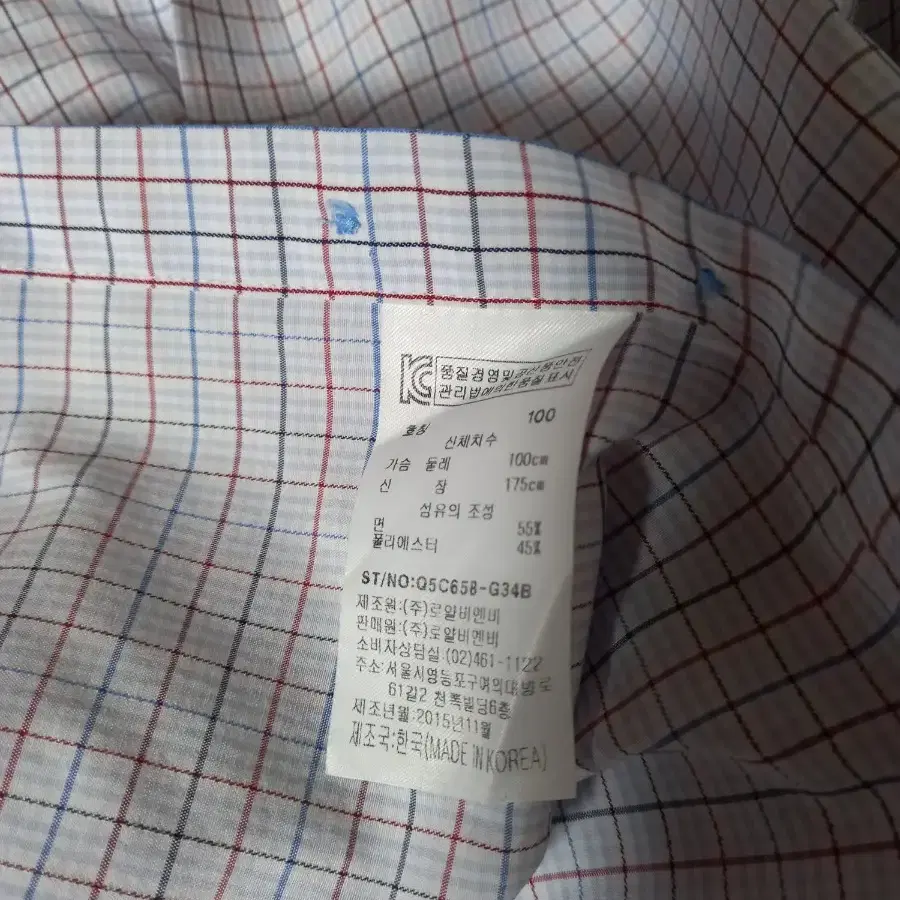 품질경영및공산품안전
관리법에의한품질표시
호칭 100
신체치수
가슴 둘레 100cm
신 장 175cm
섬유의 조성
면 55%
폴리에스터 45%
ST/NO:Q5C658-G34B
제조원:(주)로얄비엔비
판매원:(주)로얄비엔비
소비자상담실:(02)461-1122
주소:서울시영등포구여의대방로
61길2 천록빌딩6층
제조년월:2015년11월
제조국:한국(MADE IN KOREA)